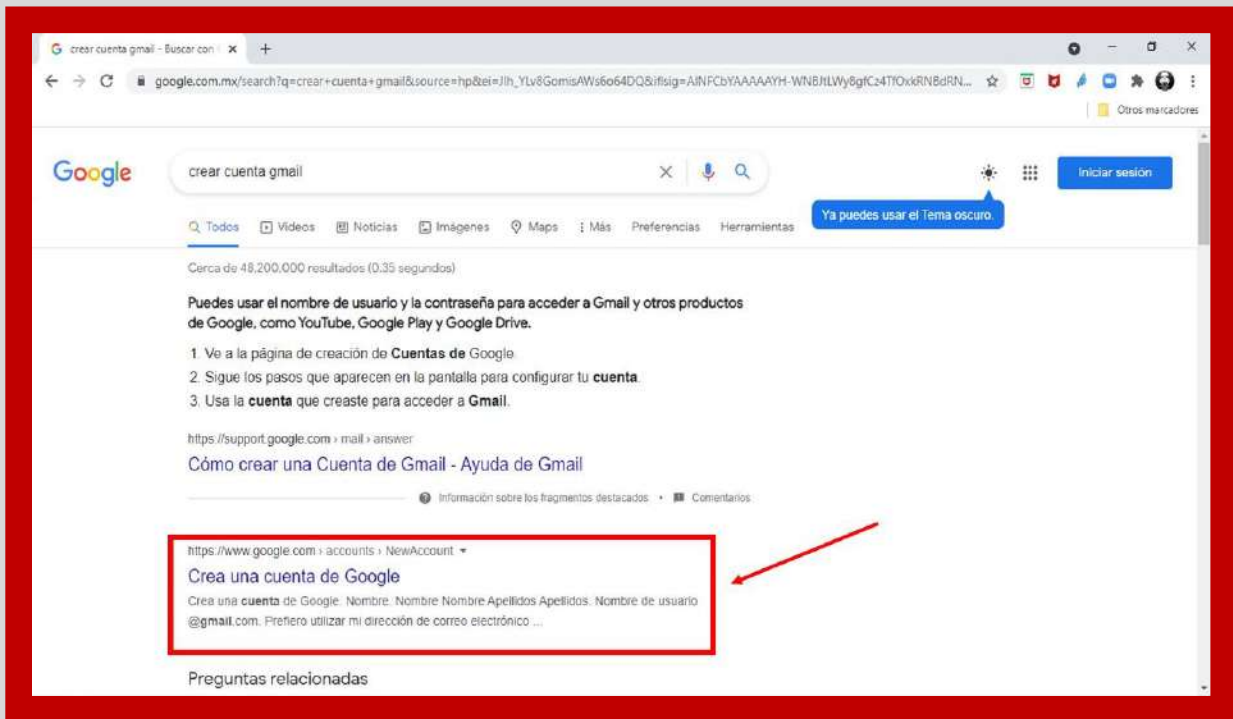 crear cuenta gmail - Buscar con
google.com.mx/search?q=crear+cuenta+gmail&source=hp&ei=
Otros marcadores
Google
crear cuenta gmail
Iniciar sesión
Ya puedes usar el Tema oscuro.
Todos Videos Noticias Imágenes Maps Más Preferencias Herramientas
Cerca de 48,200,000 resultados (0.35 segundos)
Puedes usar el nombre de usuario y la contraseña para acceder a Gmail y otros productos
de Google, como YouTube, Google Play y Google Drive.
1. Ve a la página de creación de Cuentas de Google.
2. Sigue los pasos que aparecen en la pantalla para configurar tu cuenta.
3. Usa la cuenta que creaste para acceder a Gmail.
https://support.google.com › mail › answer
Cómo crear una Cuenta de Gmail - Ayuda de Gmail
Información sobre los fragmentos destacados • Comentarios
https://www.google.com › accounts › NewAccount
Crea una cuenta de Google
Crea una cuenta de Google. Nombre. Nombre Nombre Apellidos Apellidos. Nombre de usuario
@gmail.com. Prefiero utilizar mi dirección de correo electrónico ...
Preguntas relacionadas